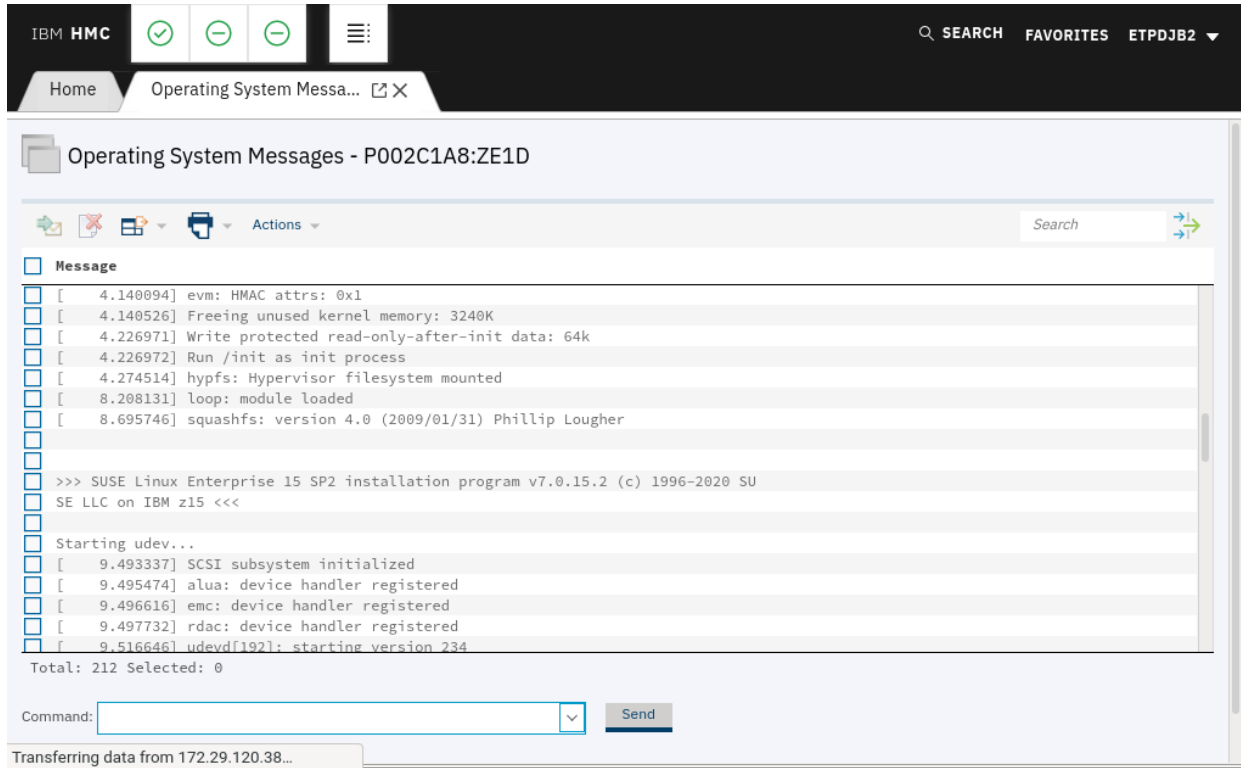 IBM HMC
SEARCH FAVORITES ETPDJB2
Home Operating System Messa...
Operating System Messages - P002C1A8:ZE1D
Actions Search
Message
[    4.140094] evm: HMAC attrs: 0x1
[    4.140526] Freeing unused kernel memory: 3240K
[    4.226971] Write protected read-only-after-init data: 64k
[    4.226972] Run /init as init process
[    4.274514] hypfs: Hypervisor filesystem mounted
[    8.208131] loop: module loaded
[    8.695746] squashfs: version 4.0 (2009/01/31) Phillip Lougher
>>> SUSE Linux Enterprise 15 SP2 installation program v7.0.15.2 (c) 1996-2020 SU
SE LLC on IBM z15 <<<
Starting udev...
[    9.493337] SCSI subsystem initialized
[    9.495474] alua: device handler registered
[    9.496616] emc: device handler registered
[    9.497732] rdac: device handler registered
[    9.516646] udevd[192]: starting version 234
Total: 212 Selected: 0
Command: Send
Transferring data from 172.29.120.38...